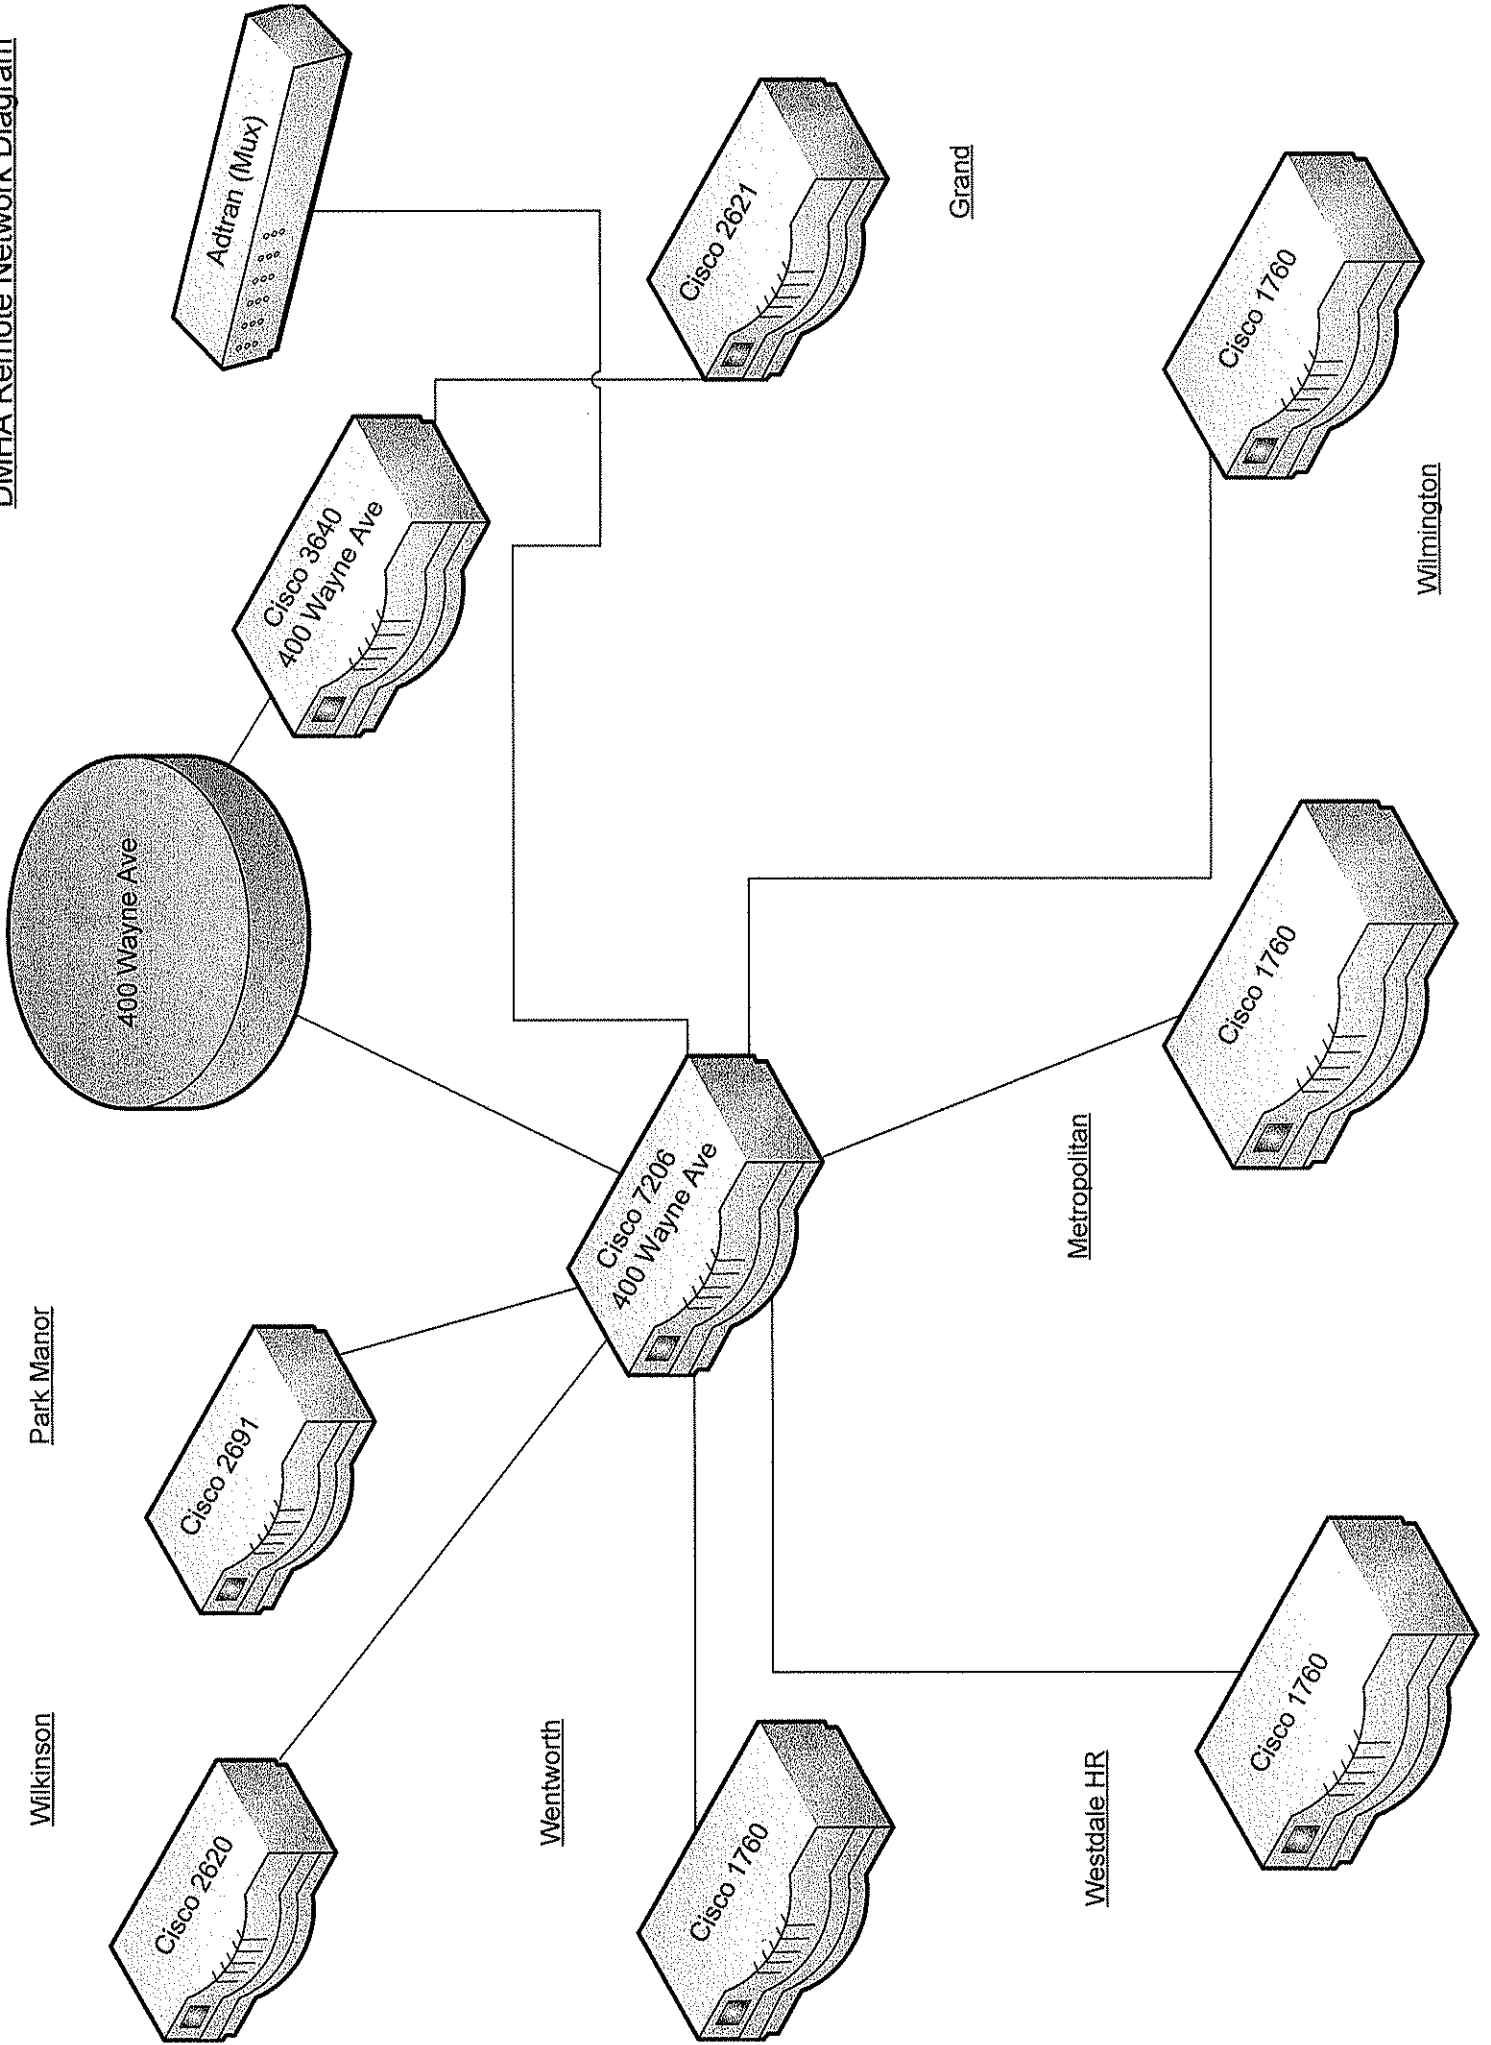 DMHA Remote Network Diagram
Wilkinson
Park Manor
400 Wayne Ave
Cisco 2620
Cisco 2691
Cisco 3640
400 Wayne Ave
Adtran (Mux)
Wentworth
Cisco 7206
400 Wayne Ave
Cisco 1760
Cisco 2621
Grand
Westdale HR
Metropolitan
Cisco 1760
Cisco 1760
Cisco 1760
Wilmington